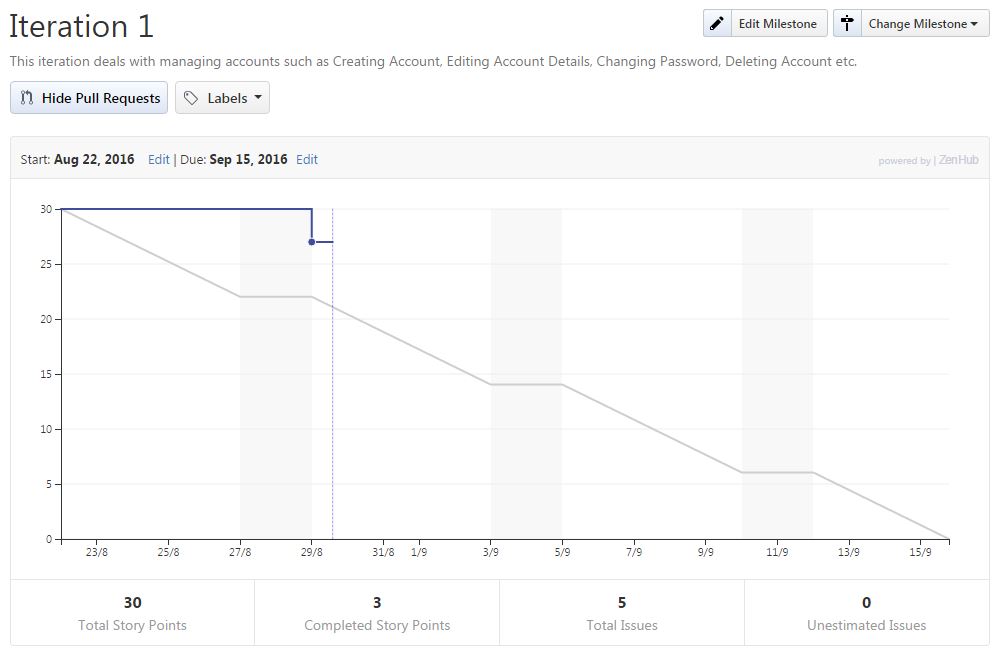 Iteration 1
Edit Milestone
Change Milestone
This iteration deals with managing accounts such as Creating Account, Editing Account Details, Changing Password, Deleting Account etc.
Hide Pull Requests
Labels
Start: Aug 22, 2016 Edit | Due: Sep 15, 2016 Edit
powered by | ZenHub
30
25
20
15
10
5
0
23/8 25/8 27/8 29/8 31/8 1/9 3/9 5/9 7/9 9/9 11/9 13/9 15/9
30 3 5 0
Total Story Points Completed Story Points Total Issues Unestimated Issues